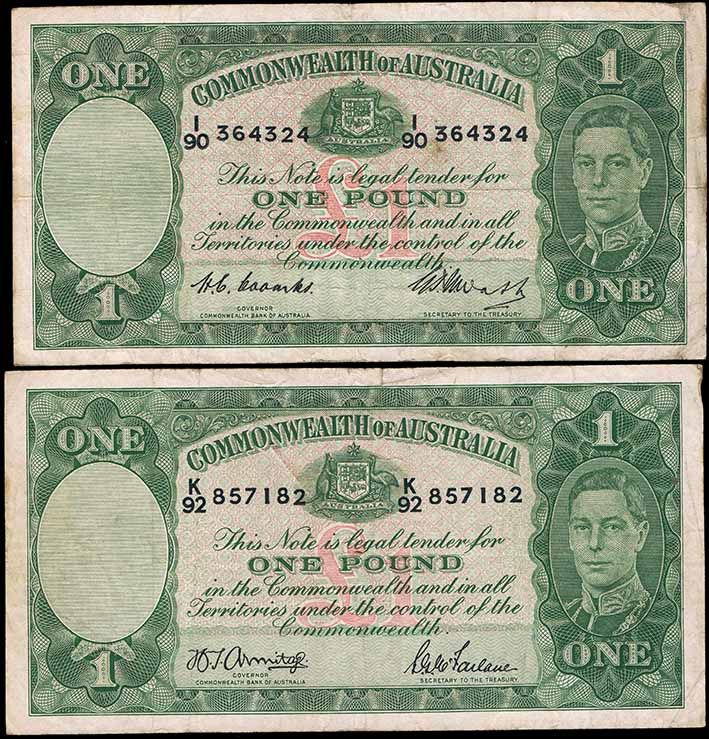 ONE
1
COMMONWEALTH OF AUSTRALIA
AUSTRALIA
I/90 364324 I/90 364324
£1
This Note is legal tender for
ONE POUND
in the Commonwealth and in all
Territories under the control of the
Commonwealth
1
H.C. Coombs.
GOVERNOR
COMMONWEALTH BANK OF AUSTRALIA
SECRETARY TO THE TREASURY
ONE
ONE
1
COMMONWEALTH OF AUSTRALIA
AUSTRALIA
K/92 857182 K/92 857182
£1
This Note is legal tender for
ONE POUND
in the Commonwealth and in all
Territories under the control of the
Commonwealth.
1
H.T. Armitage.
GOVERNOR
COMMONWEALTH BANK OF AUSTRALIA
SECRETARY TO THE TREASURY
ONE